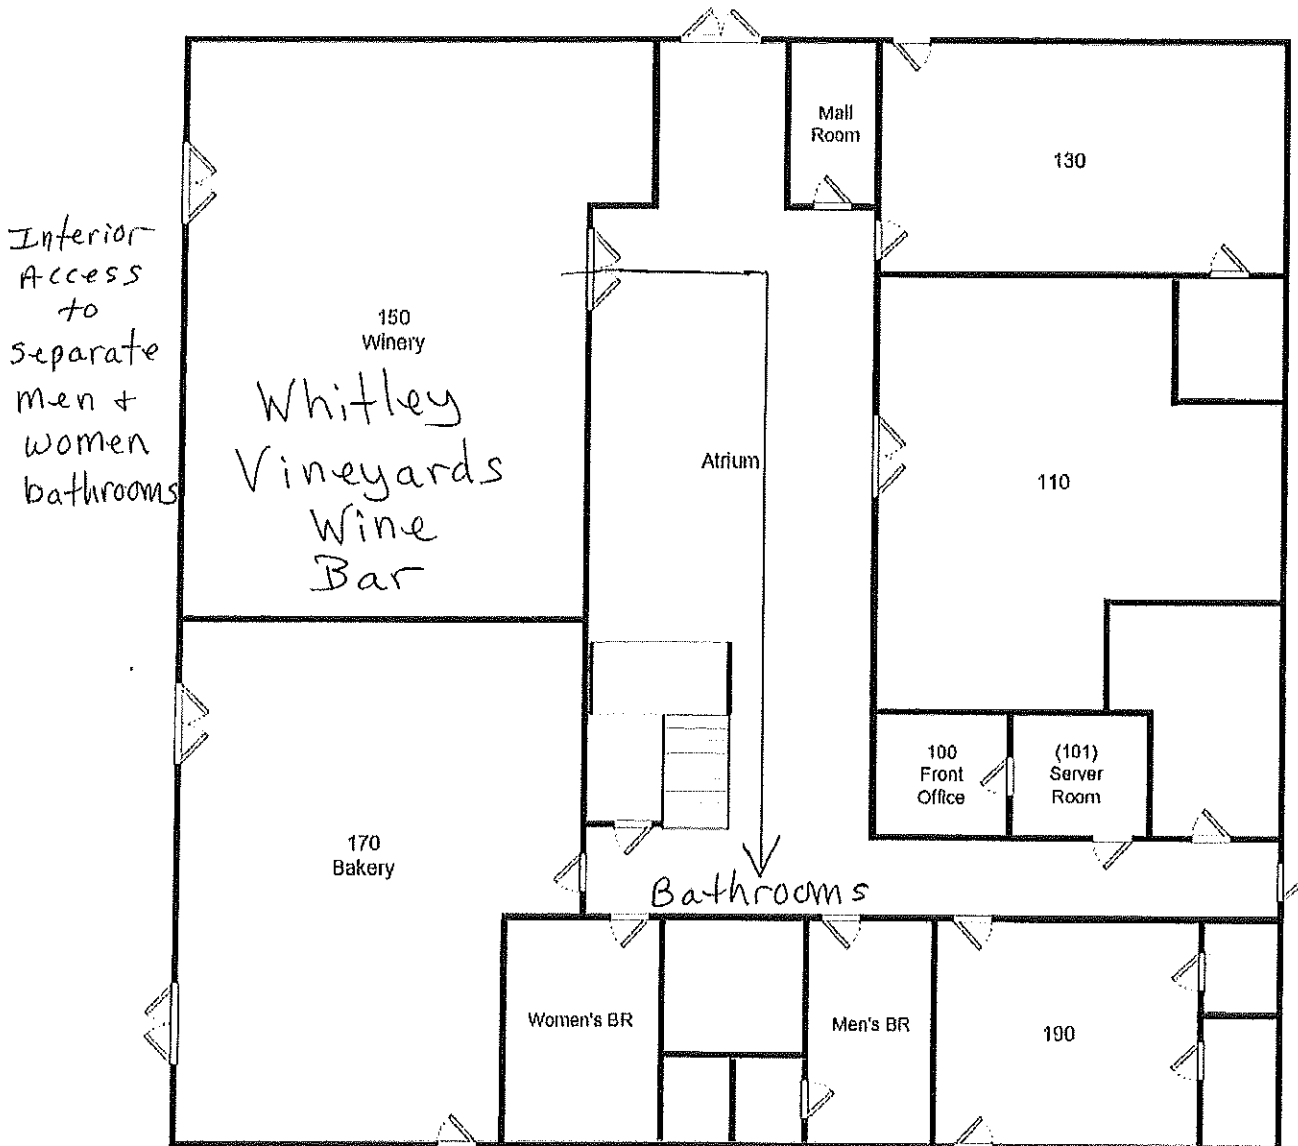 Mail
Room
130
Interior
Access
to
separate
men +
women
bathrooms
150
Winery
Whitley
Vineyards
Wine
Bar
Atrium
110
100
Front
Office
(101)
Server
Room
170
Bakery
Bathrooms
Women's BR
Men's BR
190